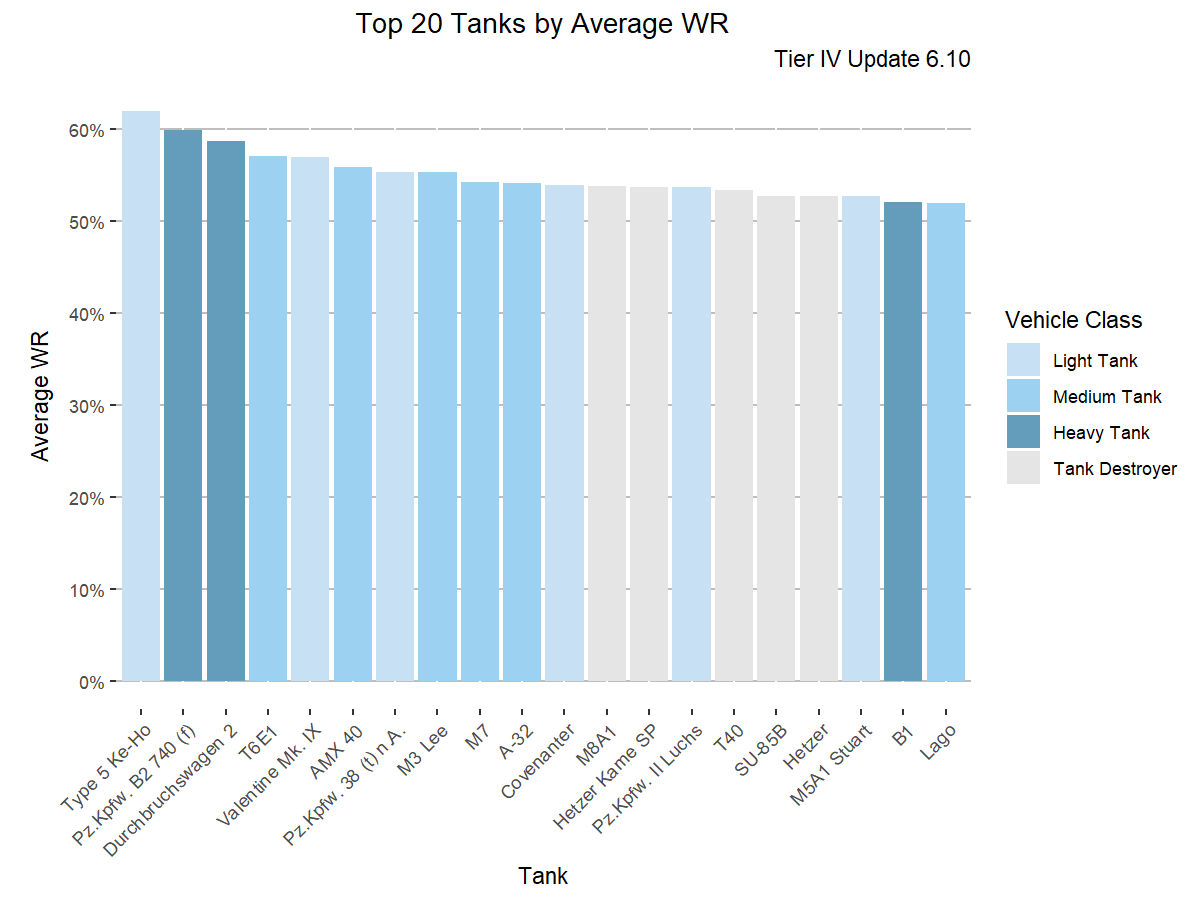 Top 20 Tanks by Average WR
Tier IV Update 6.10
Average WR
60%
50%
40%
30%
20%
10%
0%
Type 5 Ke-Ho
Pz.Kpfw. B2 740 (f)
Durchbruchswagen 2
T6E1
Valentine Mk. IX
AMX 40
Pz.Kpfw. 38 (t) n.A.
M3 Lee
M7
A-32
Covenanter
M8A1
Hetzer Kame SP
Pz.Kpfw. II Luchs
T40
SU-85B
Hetzer
M5A1 Stuart
B1
Lago
Tank
Vehicle Class
Light Tank
Medium Tank
Heavy Tank
Tank Destroyer